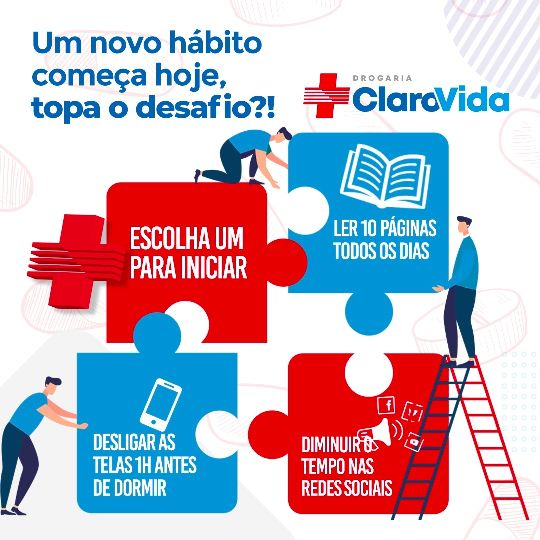 Um novo hábito
começa hoje,
topa o desafio?!
DROGARIA
ClaroVida
ESCOLHA UM
PARA INICIAR
LER 10 PÁGINAS
TODOS OS DIAS
DESLIGAR AS
TELAS 1H ANTES
DE DORMIR
DIMINUIR O
TEMPO NAS
REDES SOCIAIS